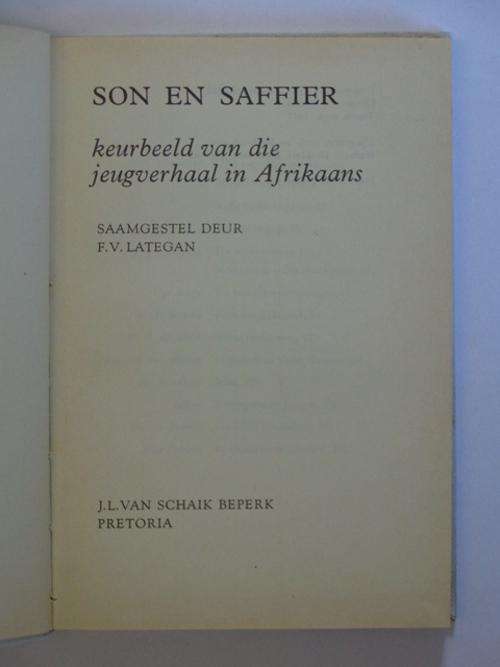 SON EN SAFFIER
keurbeeld van die
jeugverhaal in Afrikaans
SAAMGESTEL DEUR
F.V. LATEGAN
J.L. VAN SCHAIK BEPERK
PRETORIA